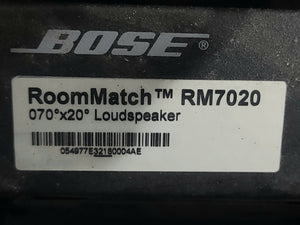 BOSE®
RoomMatch™ RM7020
070°x20° Loudspeaker
054977E32180004AE